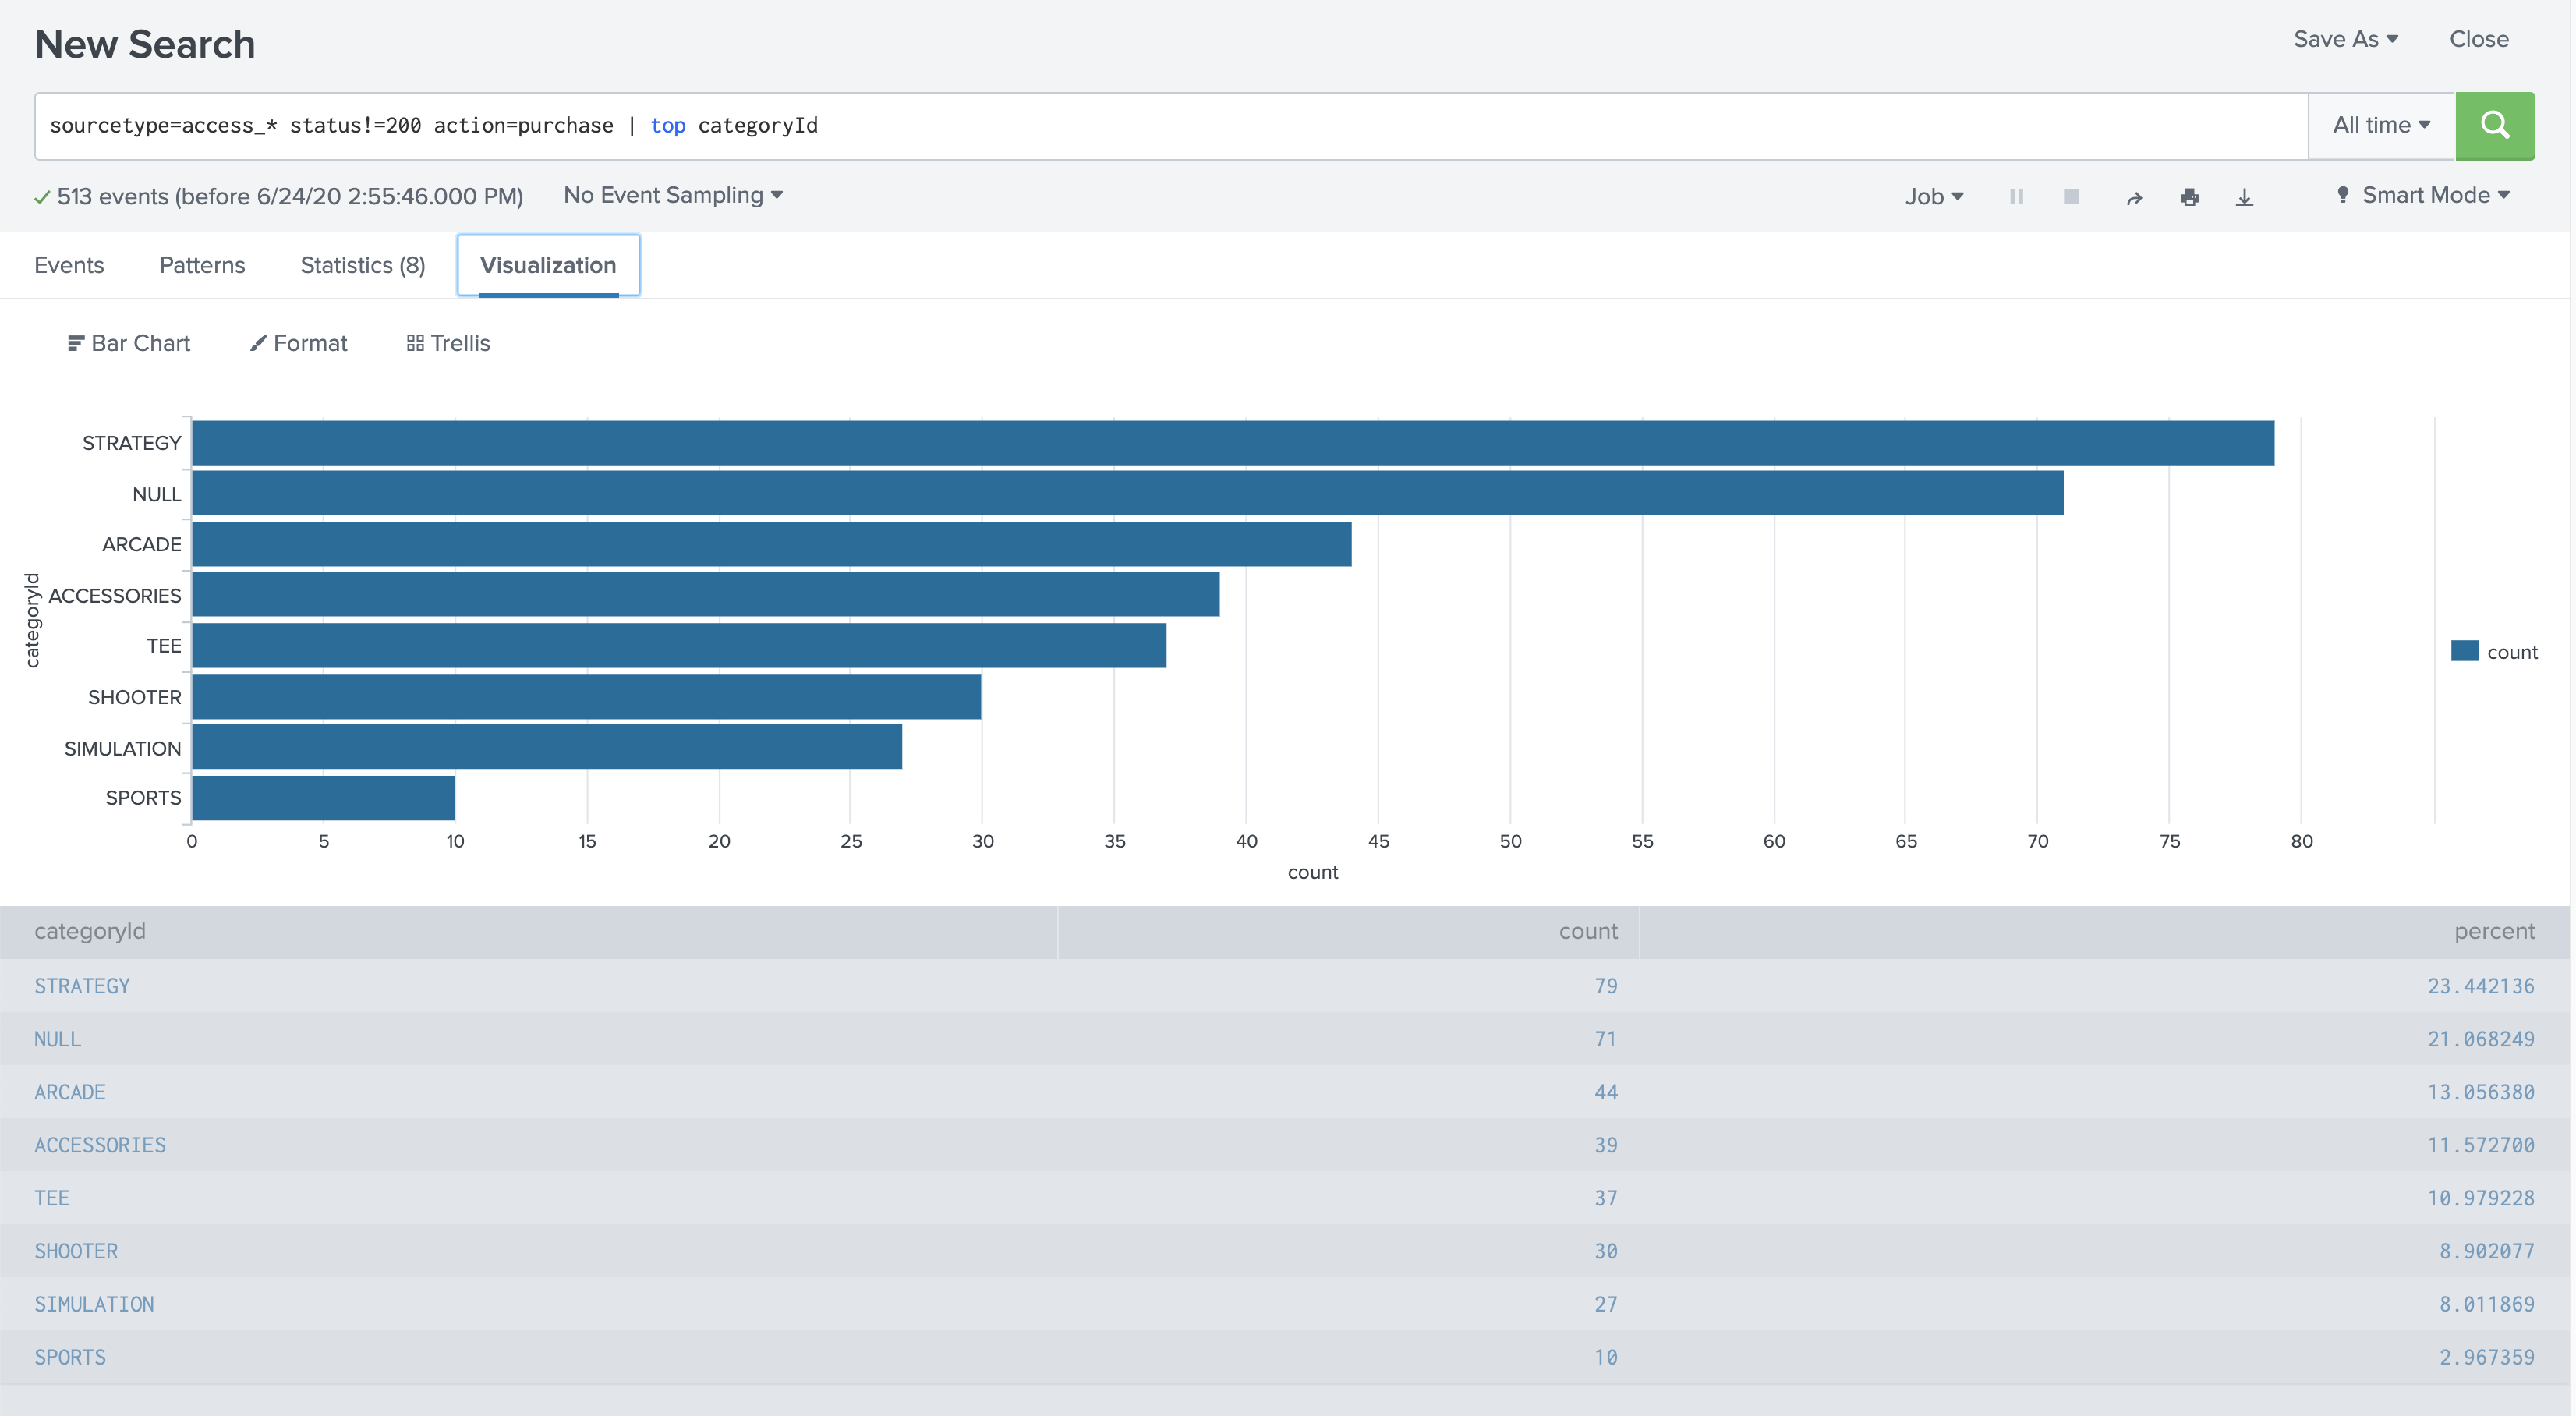 New Search
Save As Close
sourcetype=access_* status!=200 action=purchase | top categoryId
All time
513 events (before 6/24/20 2:55:46.000 PM) No Event Sampling
Job Smart Mode
Events Patterns Statistics (8) Visualization
Bar Chart Format Trellis
categoryId
STRATEGY
NULL
ARCADE
ACCESSORIES
TEE
SHOOTER
SIMULATION
SPORTS
0 5 10 15 20 25 30 35 40 45 50 55 60 65 70 75 80
count
count
categoryId count percent
STRATEGY 79 23.442136
NULL 71 21.068249
ARCADE 44 13.056380
ACCESSORIES 39 11.572700
TEE 37 10.979228
SHOOTER 30 8.902077
SIMULATION 27 8.011869
SPORTS 10 2.967359